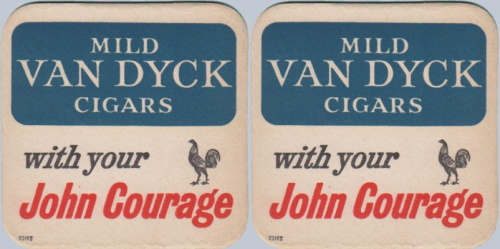 MILD
VAN DYCK
CIGARS
with your
John Courage
MILD
VAN DYCK
CIGARS
with your
John Courage